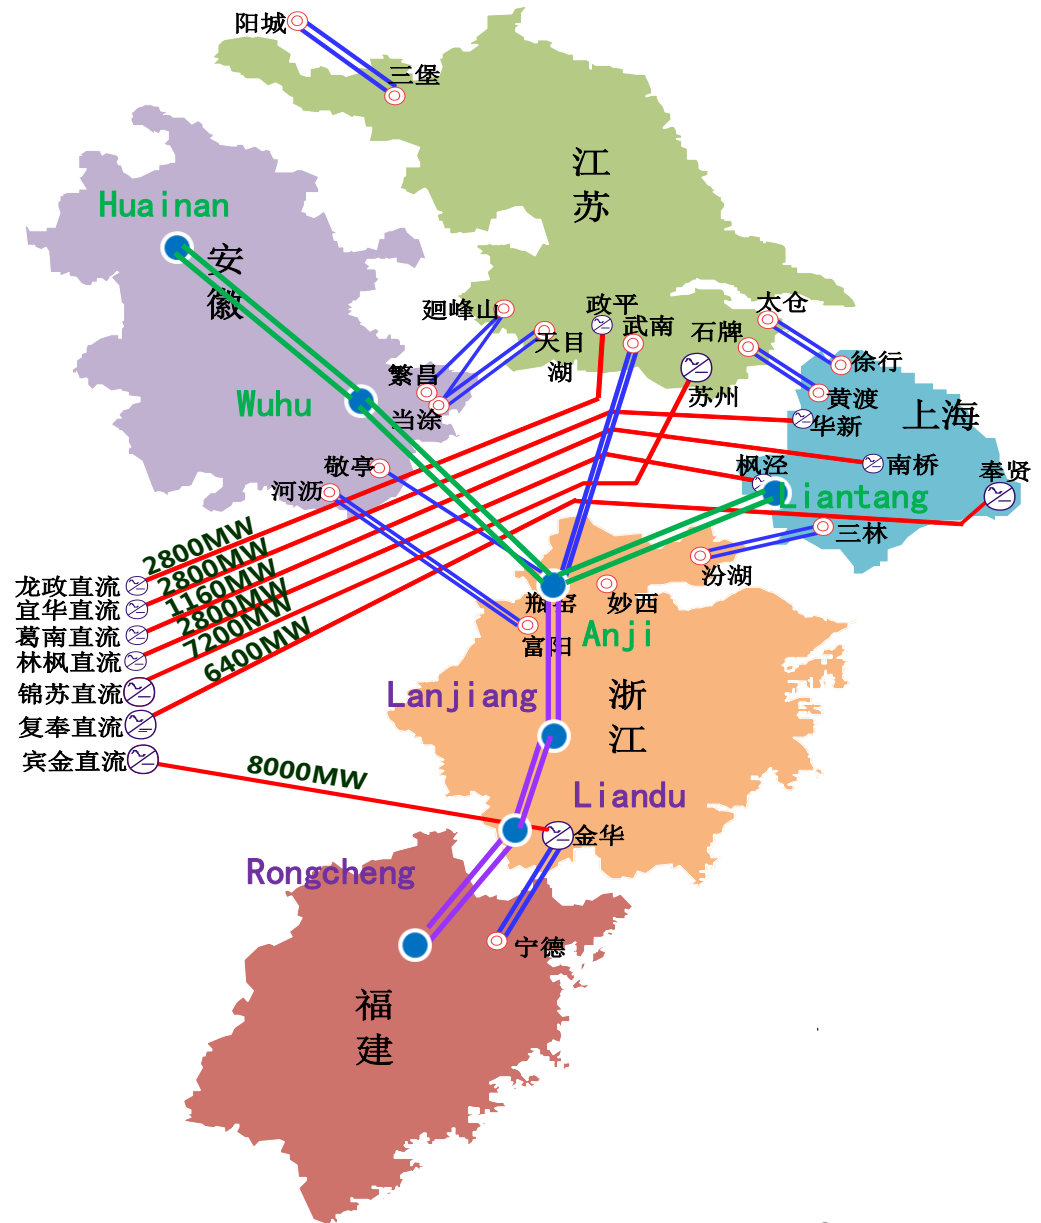 阳城
三堡
江
苏
Huainan
安
徽
廻峰山
政平
太仓
天目
湖
武南
石牌
徐行
繁昌
苏州
黄渡
上海
Wuhu
当涂
华新
敬亭
枫泾
南桥
奉贤
河沥
Liantang
三林
2800MW
2800MW
1160MW
2800MW
7200MW
6400MW
龙政直流
宜华直流
葛南直流
林枫直流
锦苏直流
复奉直流
宾金直流
汾湖
瓶窑
妙西
Anji
富阳
Lanjiang
浙
江
8000MW
Liandu
金华
Rongcheng
宁德
福
建